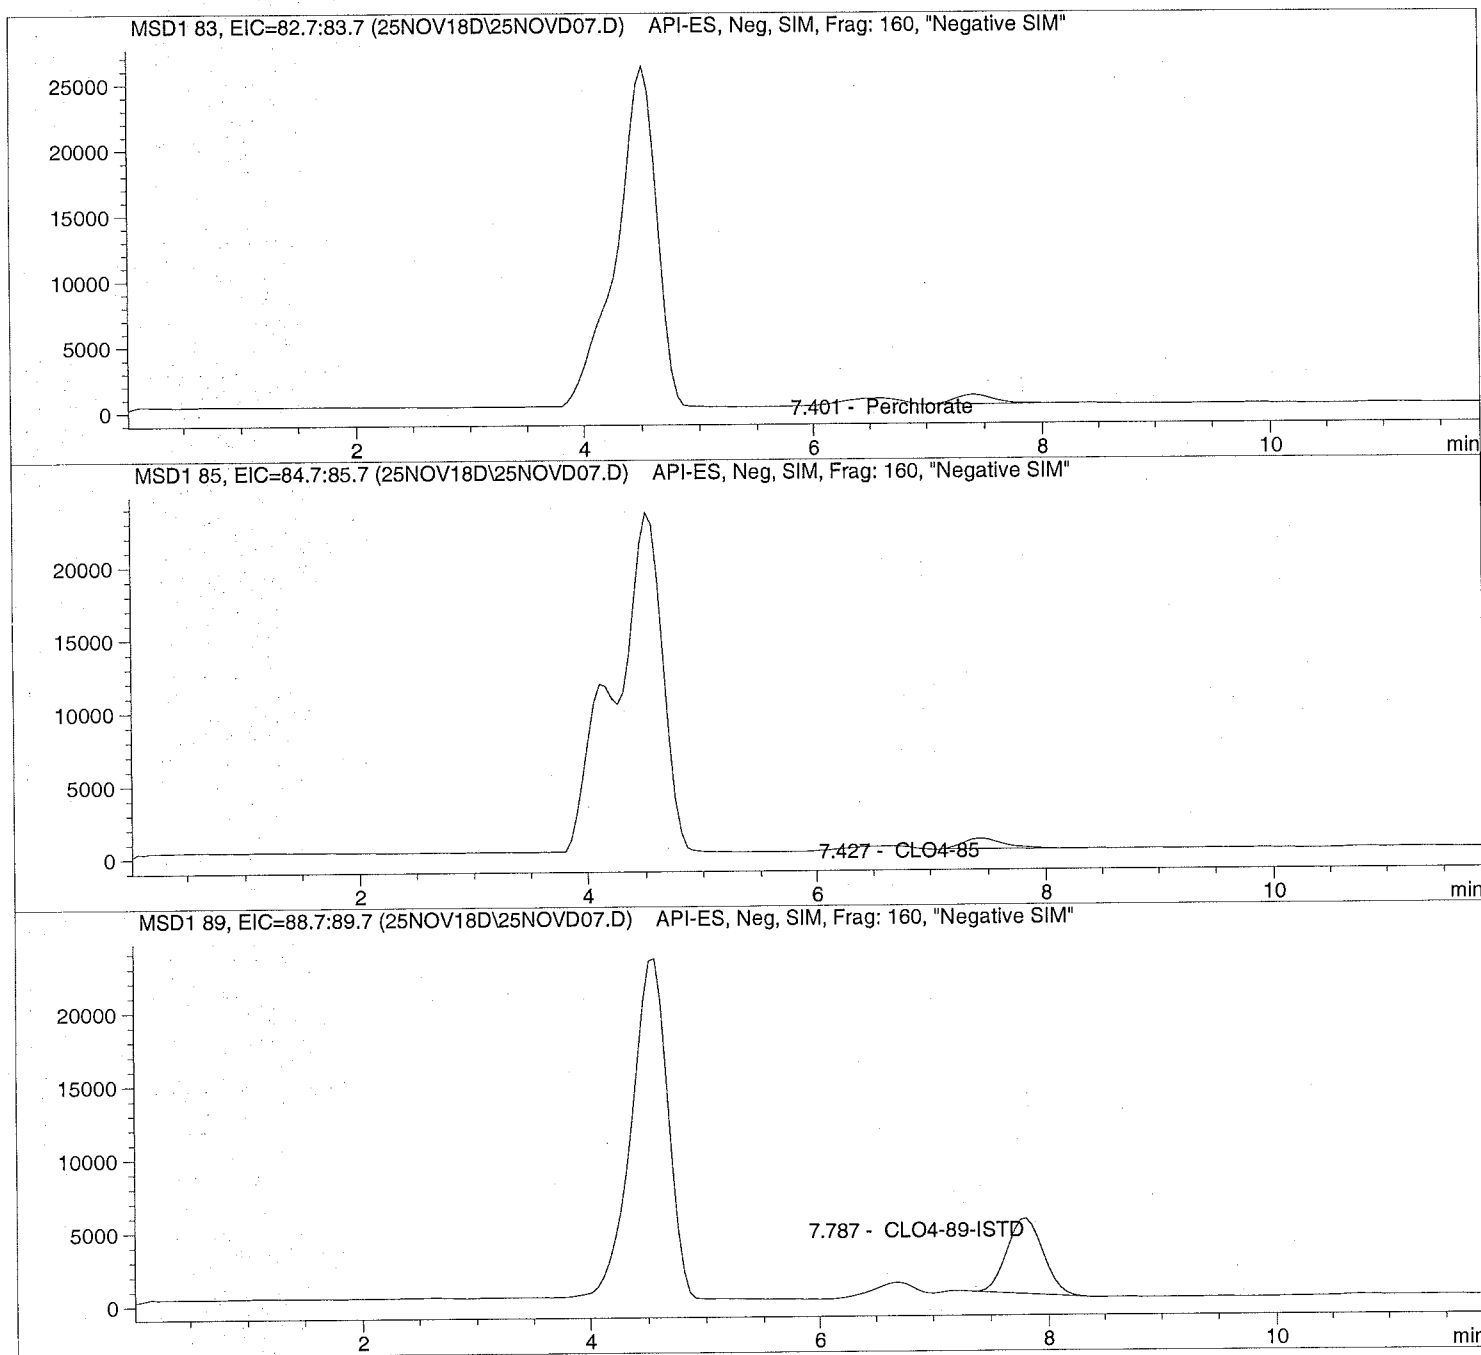 MSD1 83, EIC=82.7:83.7 (25NOV18D\25NOVD07.D) API-ES, Neg, SIM, Frag: 160, "Negative SIM"
25000
20000
15000
10000
5000
0
7.401 - Perchlorate
2 4 6 8 10 min
MSD1 85, EIC=84.7:85.7 (25NOV18D\25NOVD07.D) API-ES, Neg, SIM, Frag: 160, "Negative SIM"
20000
15000
10000
5000
0
7.427 - CLO4-85
2 4 6 8 10 min
MSD1 89, EIC=88.7:89.7 (25NOV18D\25NOVD07.D) API-ES, Neg, SIM, Frag: 160, "Negative SIM"
20000
15000
10000
5000
0
7.787 - CLO4-89-ISTD
2 4 6 8 10 min